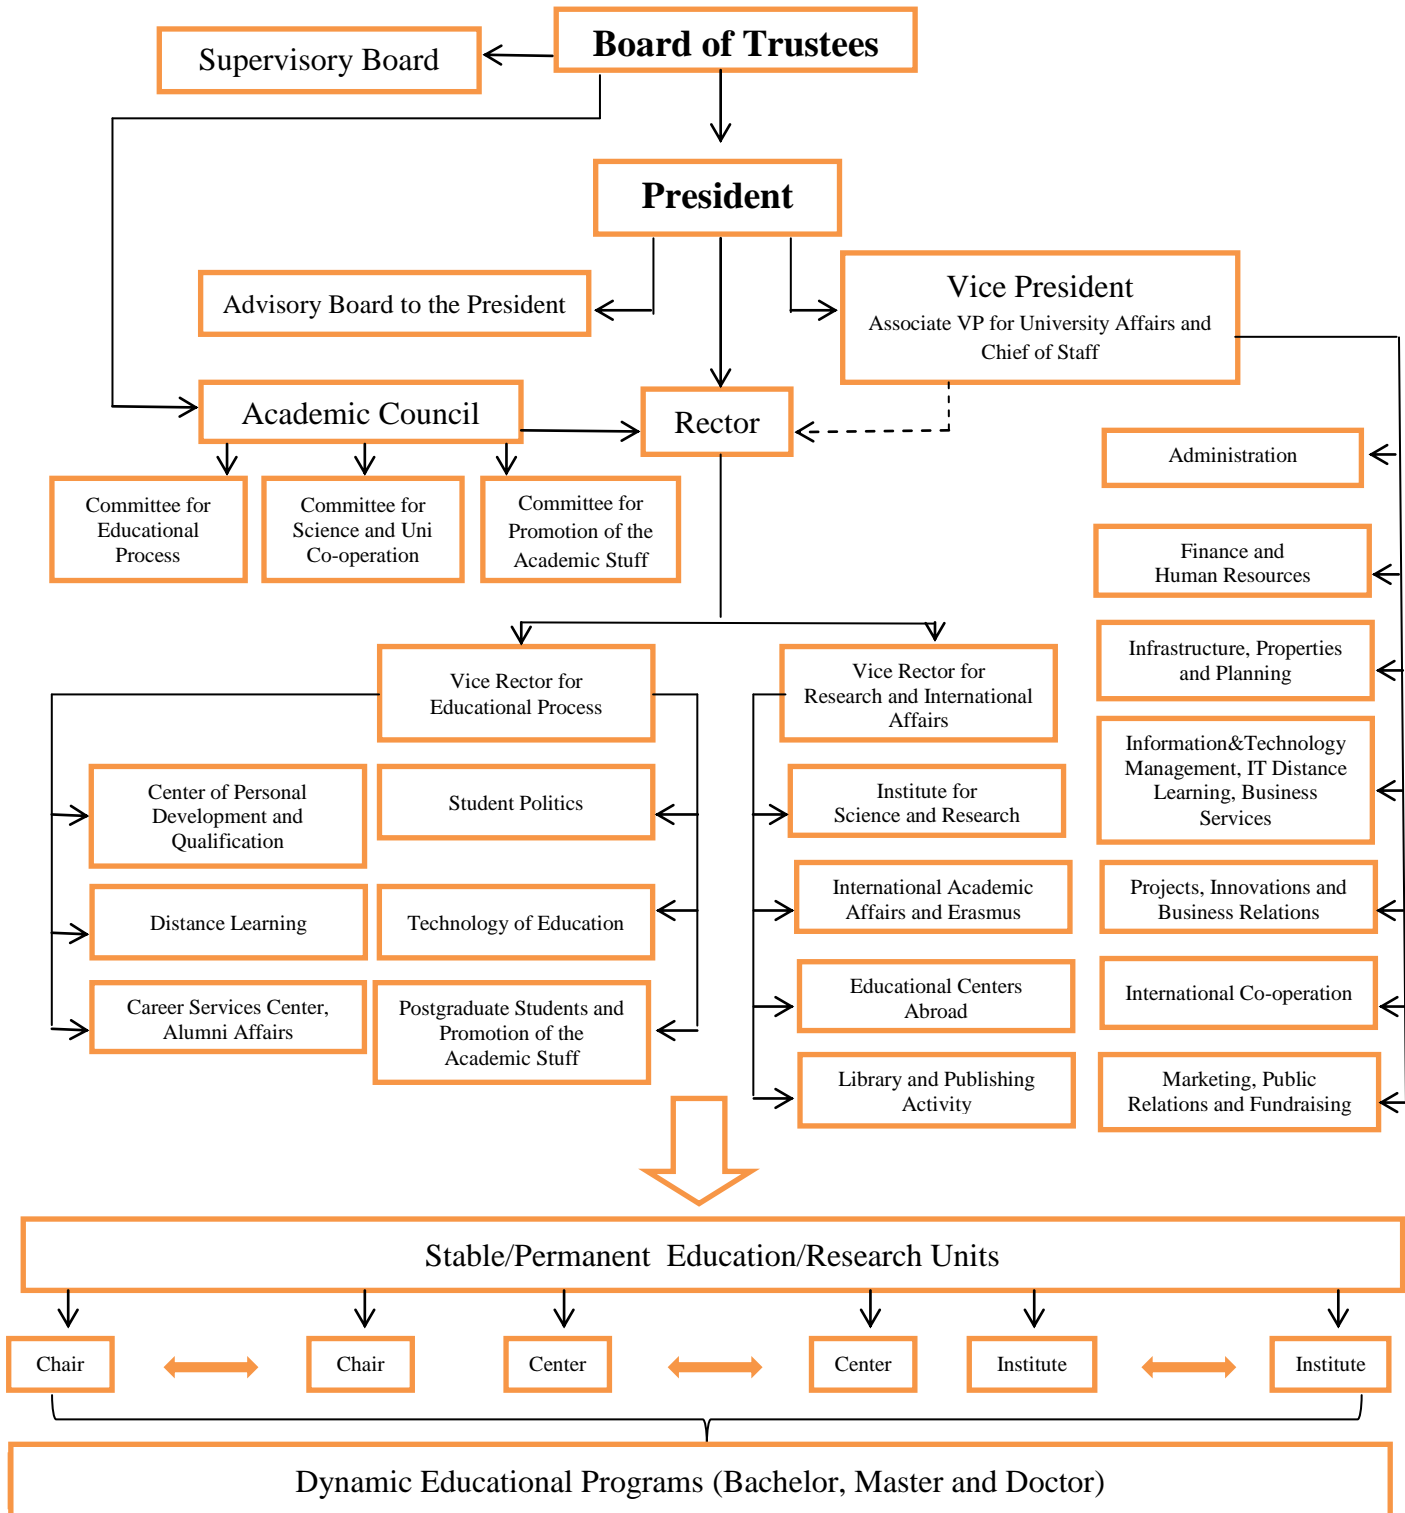 Board of Trustees
Supervisory Board
President
Advisory Board to the President
Vice President
Associate VP for University Affairs and
Chief of Staff
Academic Council
Rector
Committee for
Educational
Process
Committee for
Science and Uni
Co-operation
Committee for
Promotion of the
Academic Stuff
Administration
Finance and
Human Resources
Infrastructure, Properties
and Planning
Information&Technology
Management, IT Distance
Learning, Business
Services
Projects, Innovations and
Business Relations
International Co-operation
Marketing, Public
Relations and Fundraising
Vice Rector for
Educational Process
Center of Personal
Development and
Qualification
Distance Learning
Career Services Center,
Alumni Affairs
Student Politics
Technology of Education
Postgraduate Students and
Promotion of the
Academic Stuff
Vice Rector for
Research and International
Affairs
Institute for
Science and Research
International Academic
Affairs and Erasmus
Educational Centers
Abroad
Library and Publishing
Activity
Stable/Permanent Education/Research Units
Chair
Chair
Center
Center
Institute
Institute
Dynamic Educational Programs (Bachelor, Master and Doctor)